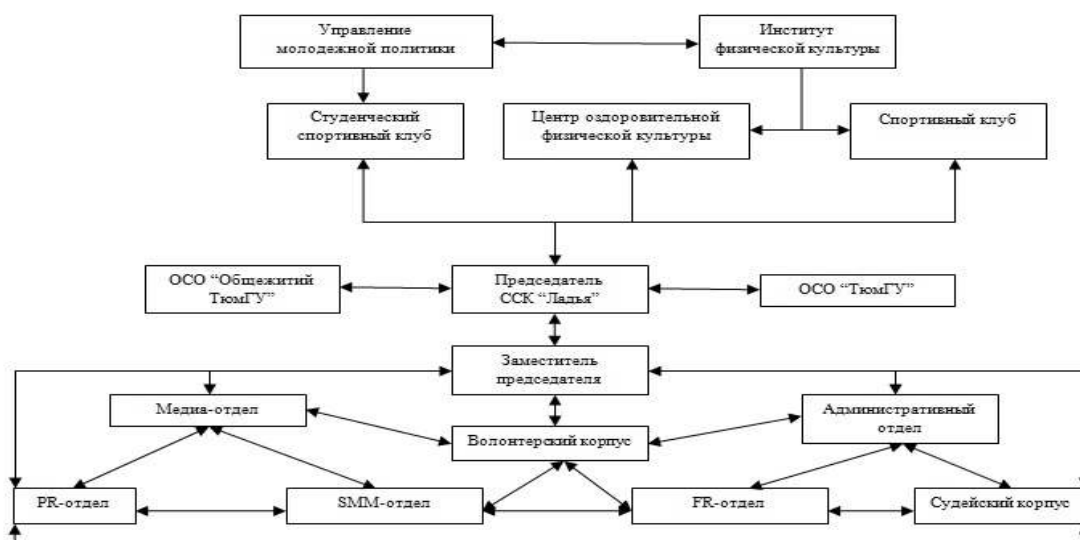 Управление
молодежной политики
Институт
физической культуры
Студенческий
спортивный клуб
Центр оздоровительной
физической культуры
Спортивный клуб
ОСО “Общежитий
ТюмГУ”
Председатель
ССК “Ладья”
ОСО “ТюмГУ”
Заместитель
председателя
Медиа-отдел
Административный
отдел
Волонтерский корпус
PR-отдел
SMM-отдел
FR-отдел
Судейский корпус